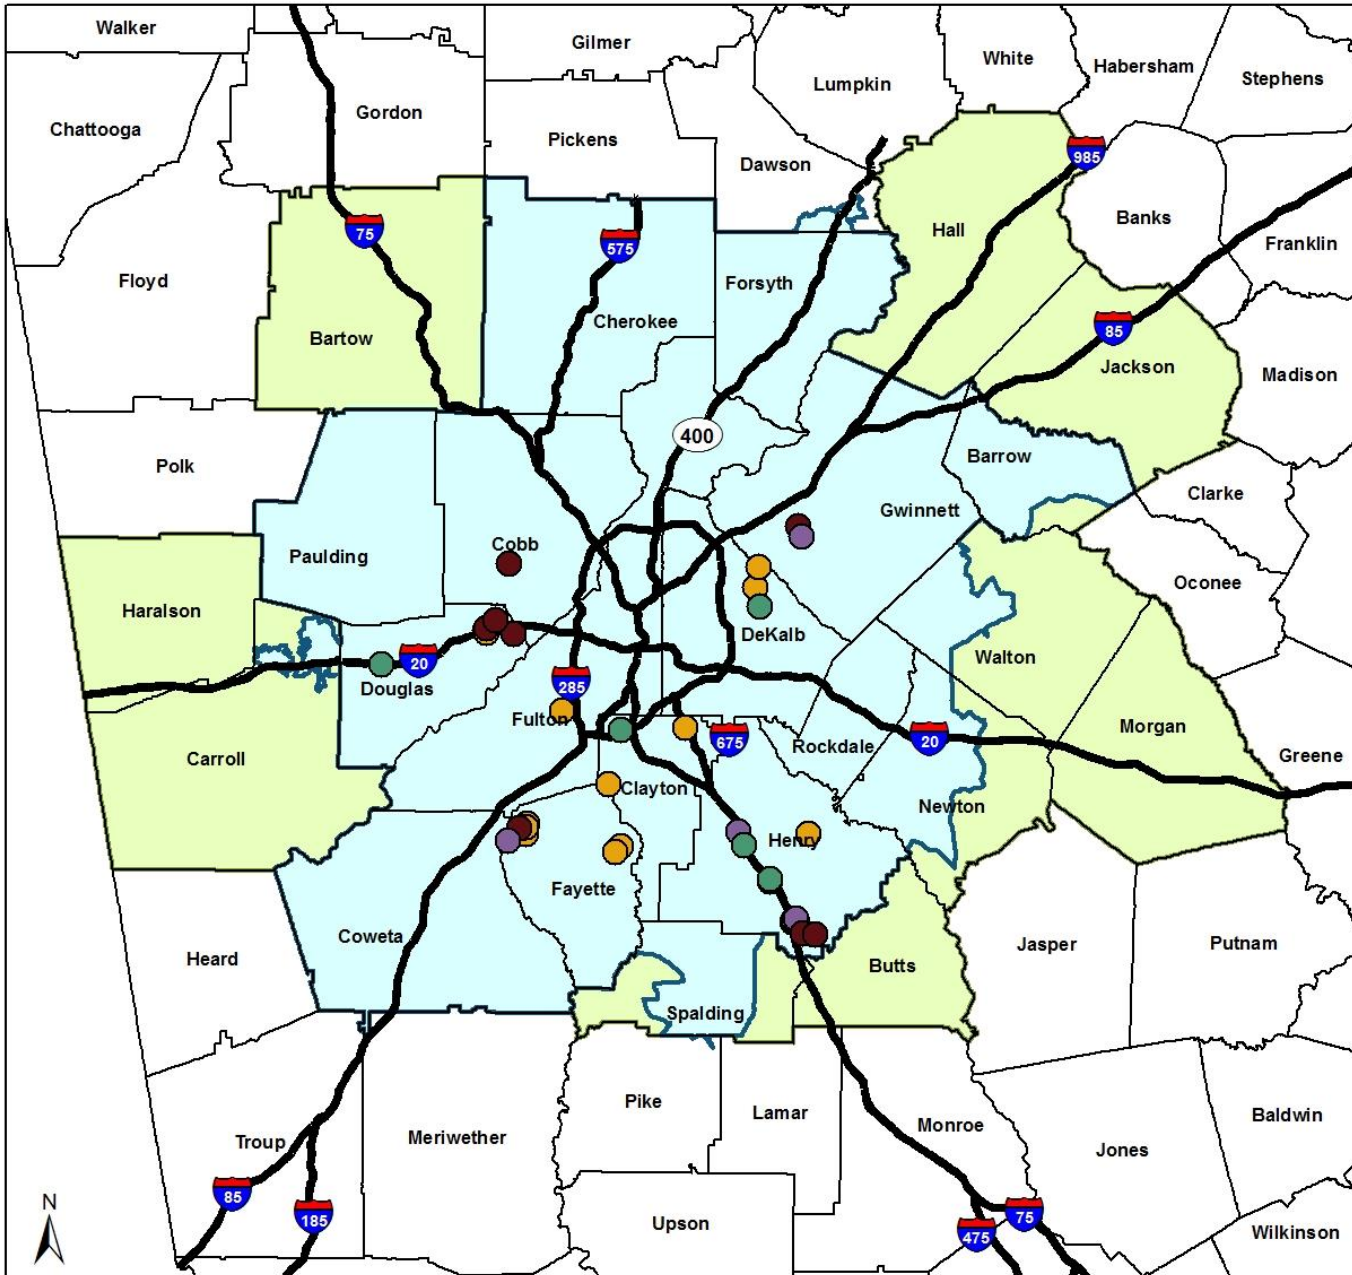 Walker
Gilmer
White
Habersham
Stephens
Lumpkin
Gordon
Chattooga
Pickens
985
Dawson
Banks
75
Hall
575
Franklin
Floyd
Forsyth
Cherokee
85
Bartow
Jackson
Madison
400
Barrow
Polk
Clarke
Gwinnett
Cobb
Paulding
Oconee
Haralson
DeKalb
Walton
20
Douglas
285
Fulton
Morgan
675
20
Rockdale
Greene
Carroll
Clayton
Newton
Henry
Fayette
Coweta
Jasper
Putnam
Heard
Butts
Spalding
Pike
Lamar
Baldwin
Monroe
Troup
Meriwether
Jones
85
N
185
75
Upson
475
Wilkinson